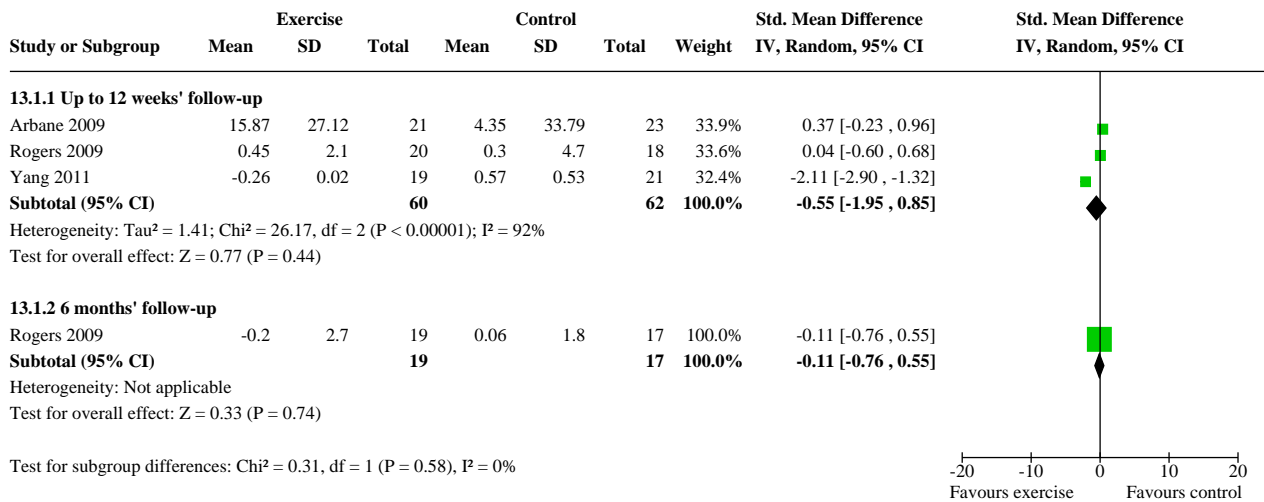 Exercise Control Std. Mean Difference Std. Mean Difference
Study or Subgroup Mean SD Total Mean SD Total Weight IV, Random, 95% CI IV, Random, 95% CI
13.1.1 Up to 12 weeks' follow-up
Arbane 2009 15.87 27.12 21 4.35 33.79 23 33.9% 0.37 [-0.23 , 0.96]
Rogers 2009 0.45 2.1 20 0.3 4.7 18 33.6% 0.04 [-0.60 , 0.68]
Yang 2011 -0.26 0.02 19 0.57 0.53 21 32.4% -2.11 [-2.90 , -1.32]
Subtotal (95% CI) 60 62 100.0% -0.55 [-1.95 , 0.85]
Heterogeneity: Tau² = 1.41; Chi² = 26.17, df = 2 (P < 0.00001); I² = 92%
Test for overall effect: Z = 0.77 (P = 0.44)
13.1.2 6 months' follow-up
Rogers 2009 -0.2 2.7 19 0.06 1.8 17 100.0% -0.11 [-0.76 , 0.55]
Subtotal (95% CI) 19 17 100.0% -0.11 [-0.76 , 0.55]
Heterogeneity: Not applicable
Test for overall effect: Z = 0.33 (P = 0.74)
Test for subgroup differences: Chi² = 0.31, df = 1 (P = 0.58), I² = 0%
-20 -10 0 10 20
Favours exercise Favours control